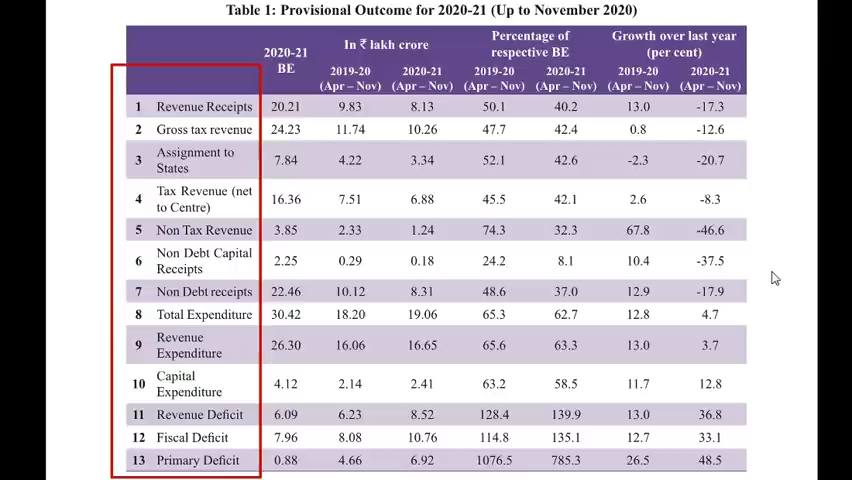 Table 1: Provisional Outcome for 2020-21 (Up to November 2020)
2020-21 BE In ₹ lakh crore Percentage of respective BE Growth over last year (per cent)
2019-20 (Apr – Nov) 2020-21 (Apr – Nov) 2019-20 (Apr – Nov) 2020-21 (Apr – Nov) 2019-20 (Apr – Nov) 2020-21 (Apr – Nov)
1 Revenue Receipts 20.21 9.83 8.13 50.1 40.2 13.0 -17.3
2 Gross tax revenue 24.23 11.74 10.26 47.7 42.4 0.8 -12.6
3 Assignment to States 7.84 4.22 3.34 52.1 42.6 -2.3 -20.7
4 Tax Revenue (net to Centre) 16.36 7.51 6.88 45.5 42.1 2.6 -8.3
5 Non Tax Revenue 3.85 2.33 1.24 74.3 32.3 67.8 -46.6
6 Non Debt Capital Receipts 2.25 0.29 0.18 24.2 8.1 10.4 -37.5
7 Non Debt receipts 22.46 10.12 8.31 48.6 37.0 12.9 -17.9
8 Total Expenditure 30.42 18.20 19.06 65.3 62.7 12.8 4.7
9 Revenue Expenditure 26.30 16.06 16.65 65.6 63.3 13.0 3.7
10 Capital Expenditure 4.12 2.14 2.41 63.2 58.5 11.7 12.8
11 Revenue Deficit 6.09 6.23 8.52 128.4 139.9 13.0 36.8
12 Fiscal Deficit 7.96 8.08 10.76 114.8 135.1 12.7 33.1
13 Primary Deficit 0.88 4.66 6.92 1076.5 785.3 26.5 48.5